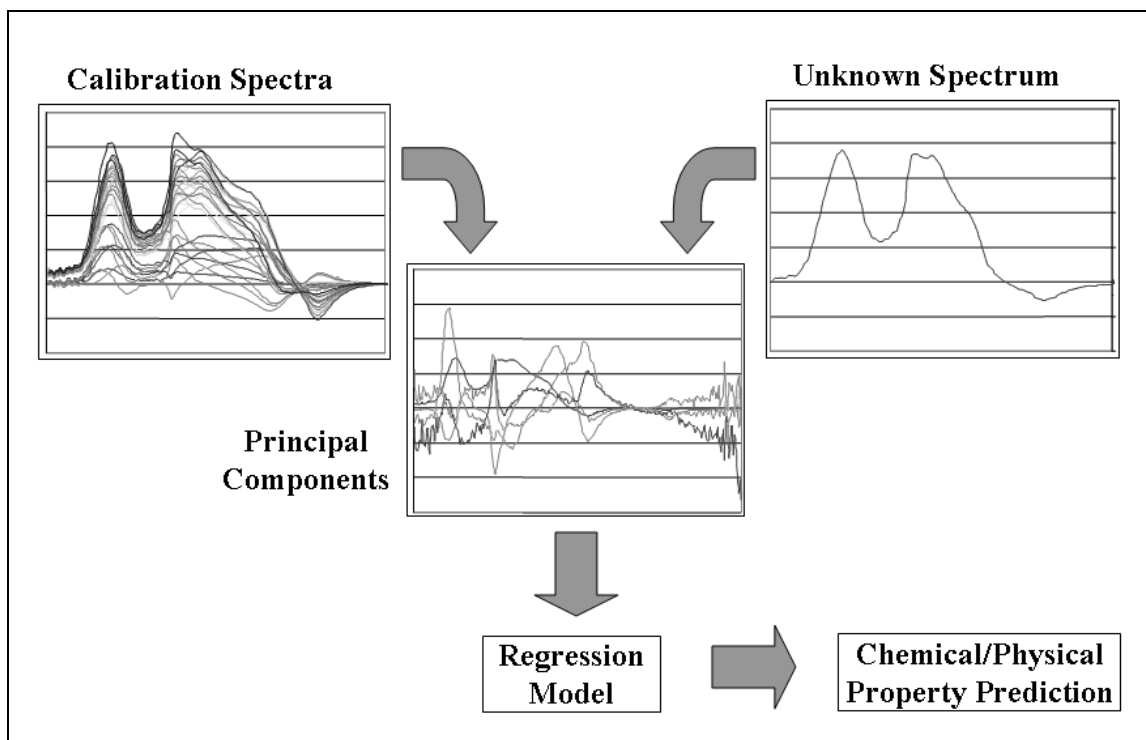 Calibration Spectra
Unknown Spectrum
Principal
Components
Regression
Model
Chemical/Physical
Property Prediction